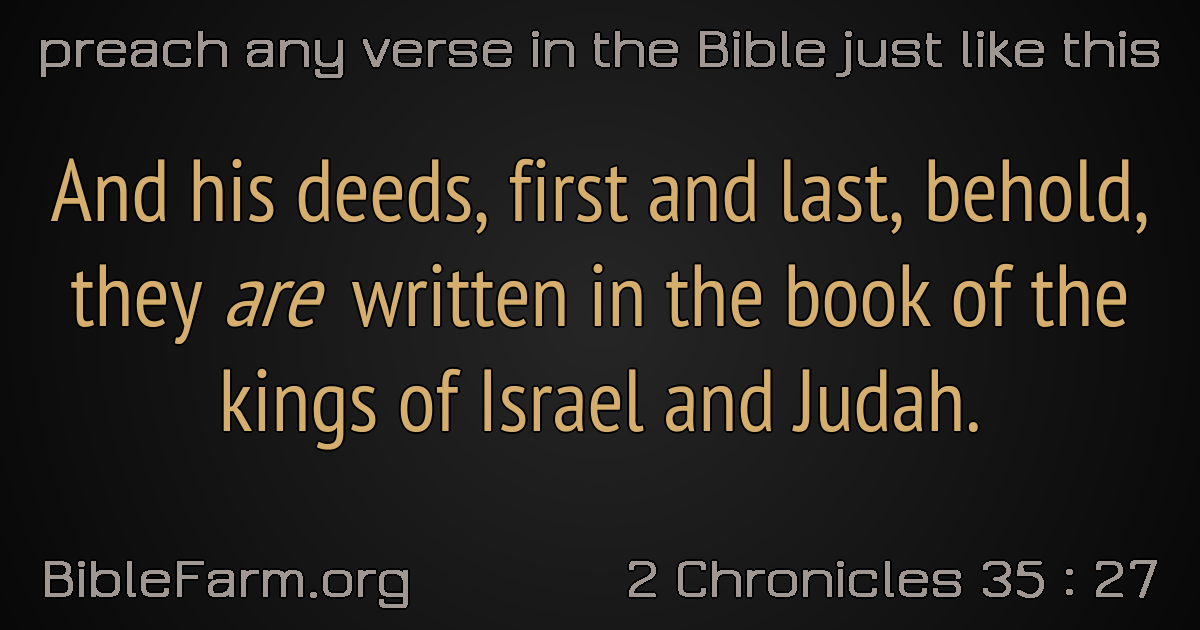 preach any verse in the Bible just like this
And his deeds, first and last, behold,
they are written in the book of the
kings of Israel and Judah.
BibleFarm.org
2 Chronicles 35 : 27